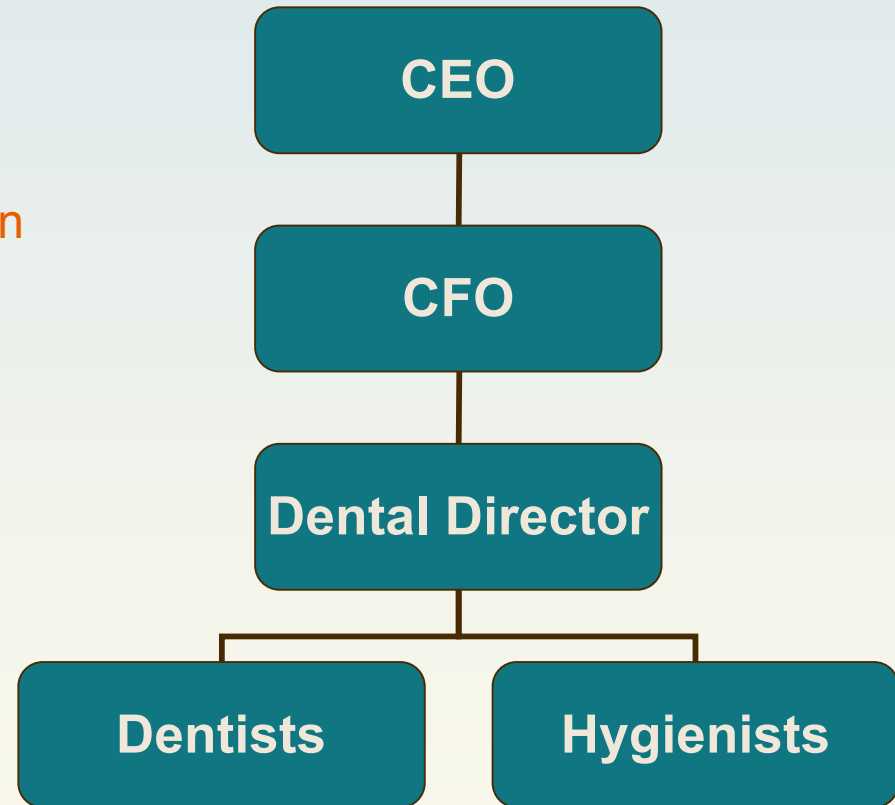 CEO
n
CFO
Dental Director
Dentists
Hygienists